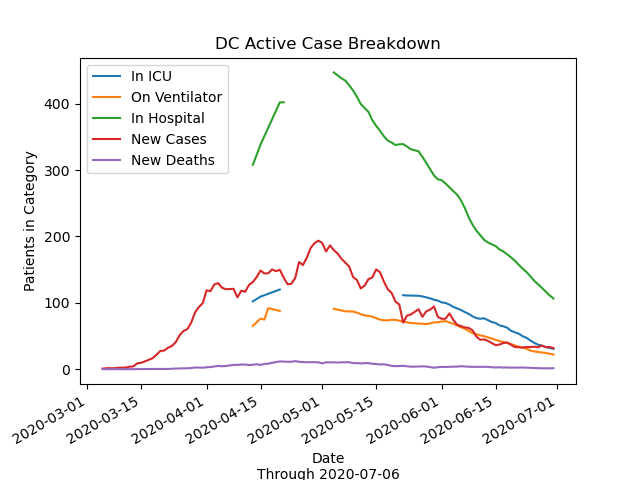 DC Active Case Breakdown
In ICU
On Ventilator
In Hospital
New Cases
New Deaths
Patients in Category
400
300
200
100
0
2020-03-01
2020-03-15
2020-04-01
2020-04-15
2020-05-01
2020-05-15
2020-06-01
2020-06-15
2020-07-01
Date
Through 2020-07-06